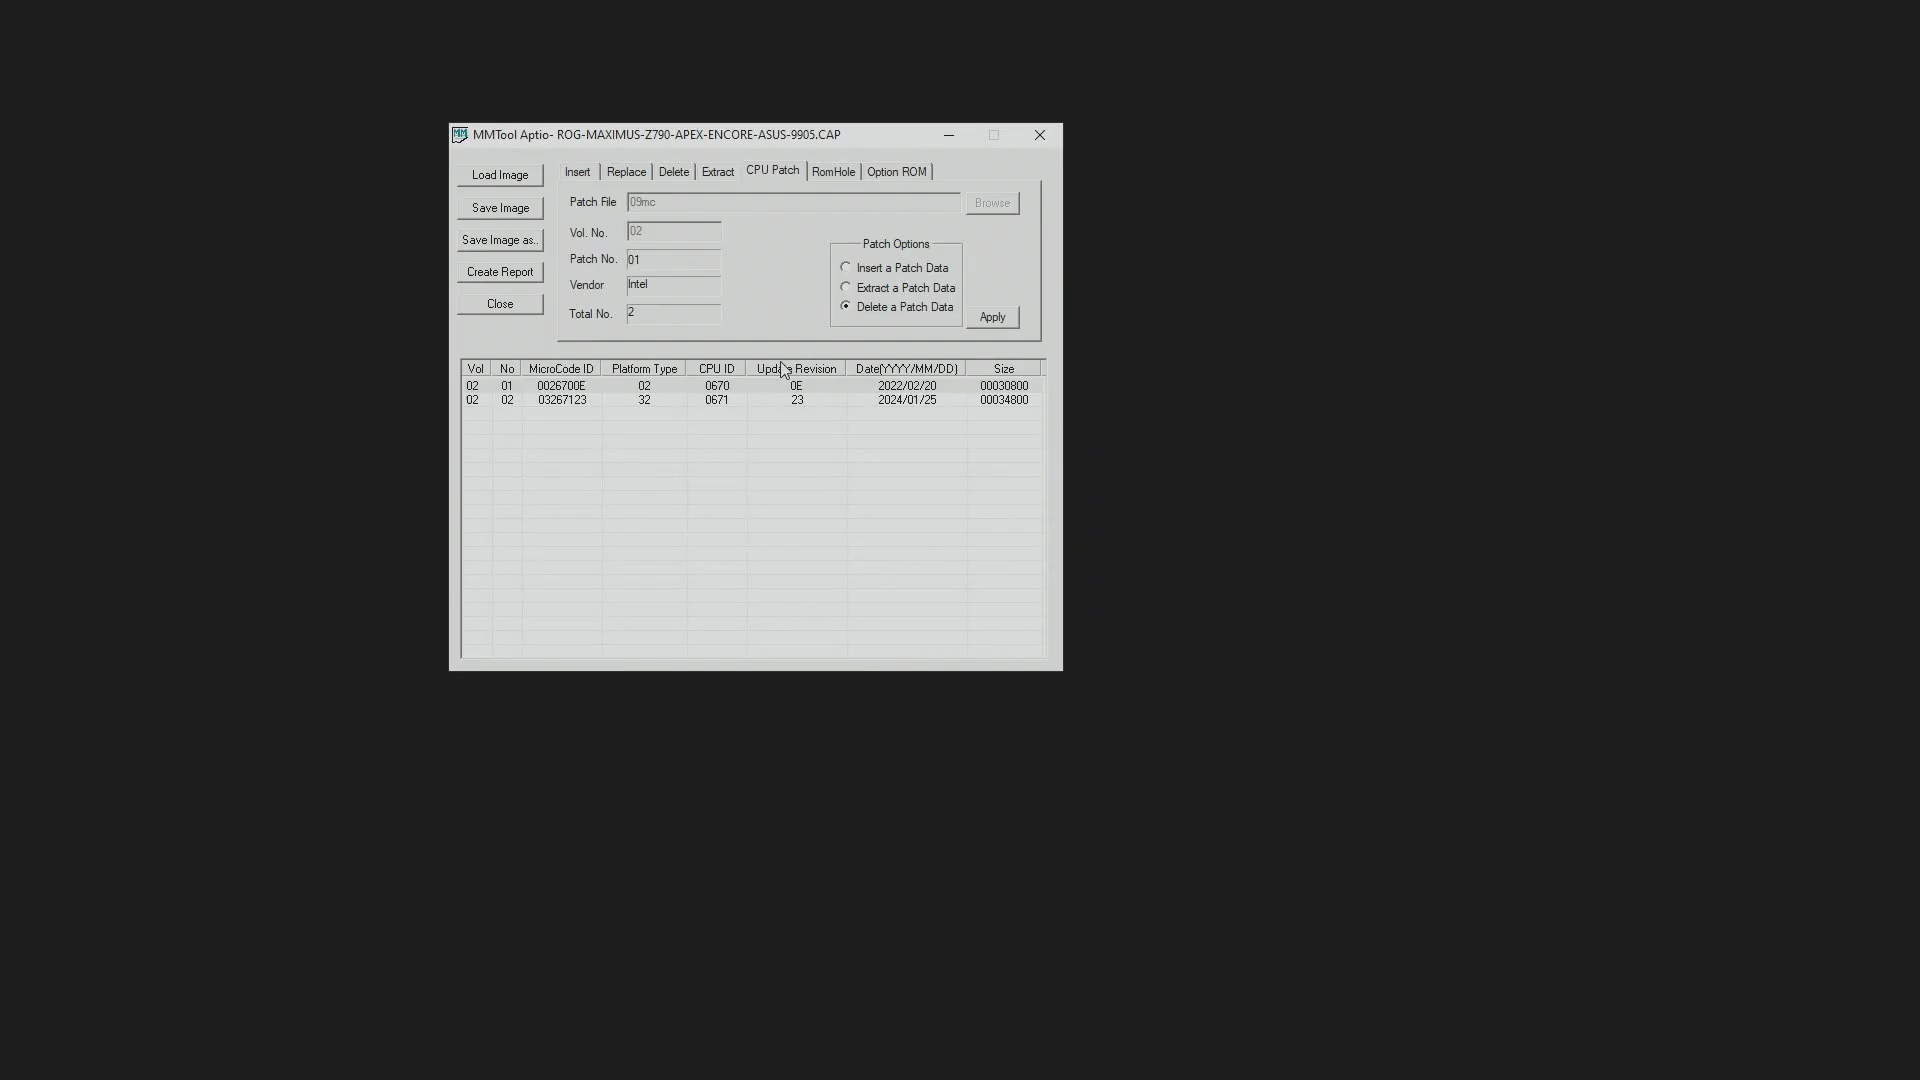 MMTool Aptio- ROG-MAXIMUS-Z790-APEX-ENCORE-ASUS-9905.CAP
Load Image
Save Image
Save Image as..
Create Report
Close
Insert Replace Delete Extract CPU Patch RomHole Option ROM
Patch File 09mc Browse
Vol. No. 02
Patch No. 01
Vendor Intel
Total No. 2
Patch Options
Insert a Patch Data
Extract a Patch Data
Delete a Patch Data
Apply
Vol No MicroCode ID Platform Type CPU ID Update Revision Date(YYYY/MM/DD) Size
02 01 0026700E 02 0670 0E 2022/02/20 00030800
02 02 03267123 32 0671 23 2024/01/25 00034800